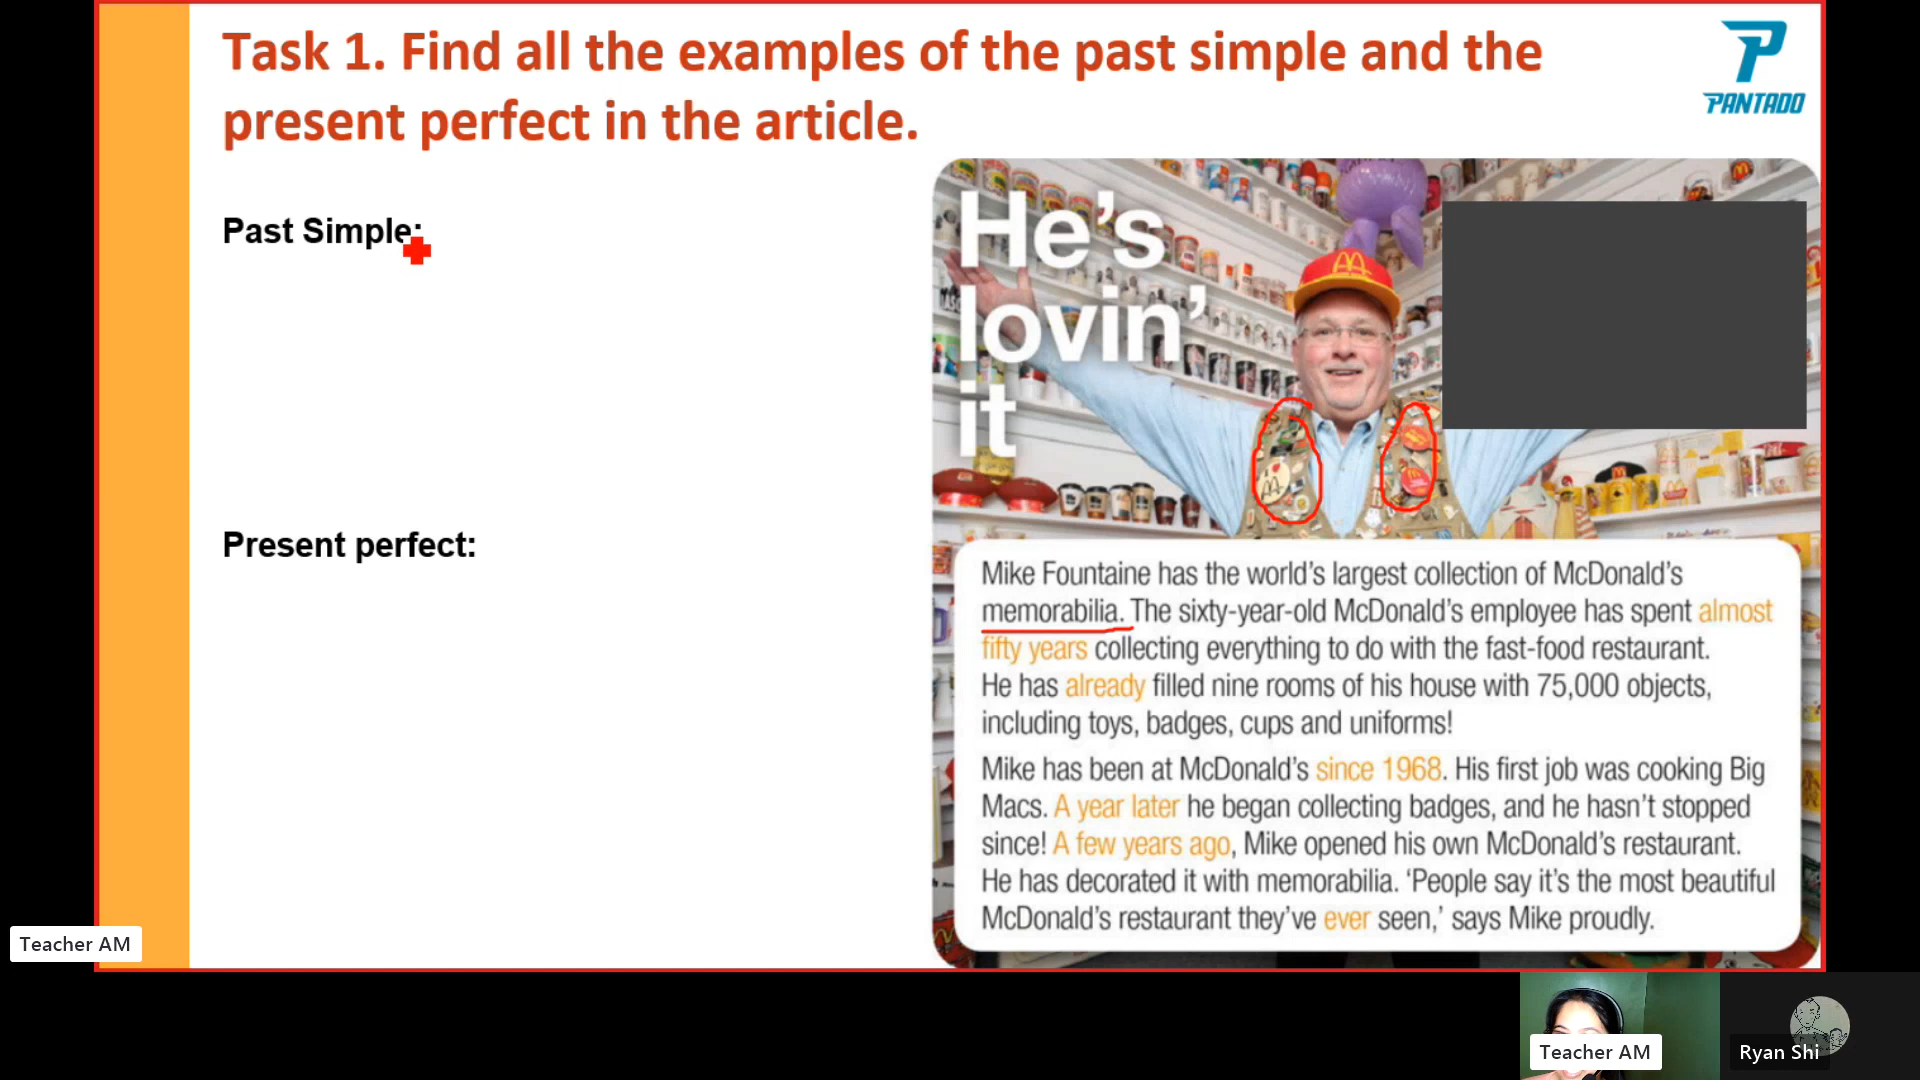 Task 1. Find all the examples of the past simple and the
present perfect in the article.
PANTADO
Past Simple:
Present perfect:
He's
lovin'
it
Mike Fountaine has the world's largest collection of McDonald's
memorabilia. The sixty-year-old McDonald's employee has spent almost
fifty years collecting everything to do with the fast-food restaurant.
He has already filled nine rooms of his house with 75,000 objects,
including toys, badges, cups and uniforms!
Mike has been at McDonald's since 1968. His first job was cooking Big
Macs. A year later he began collecting badges, and he hasn't stopped
since! A few years ago, Mike opened his own McDonald's restaurant.
He has decorated it with memorabilia. 'People say it's the most beautiful
McDonald's restaurant they've ever seen,' says Mike proudly.
Teacher AM
Teacher AM
Ryan Shi